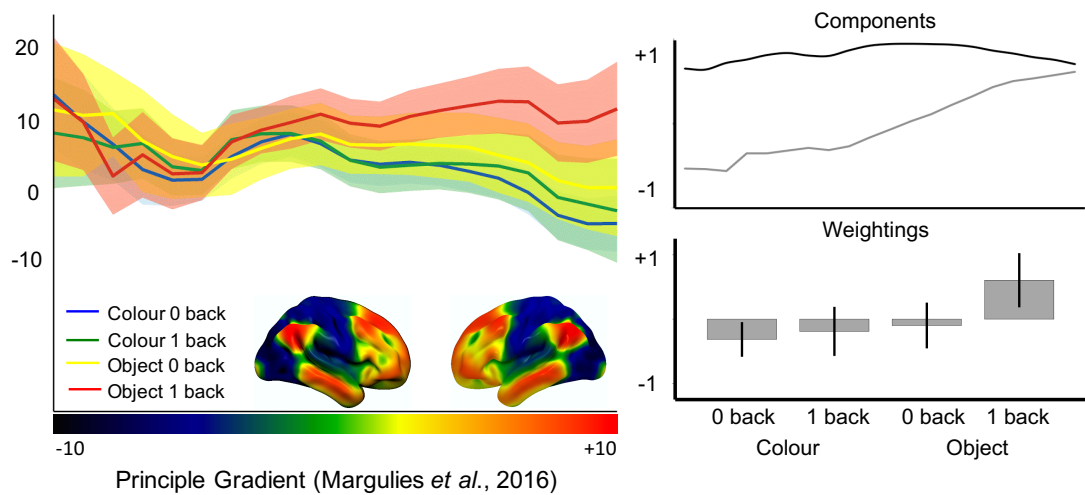 20
10
0
-10
Colour 0 back
Colour 1 back
Object 0 back
Object 1 back
-10
+10
Principle Gradient (Margulies et al., 2016)
Components
+1
-1
Weightings
+1
-1
0 back 1 back 0 back 1 back
Colour Object